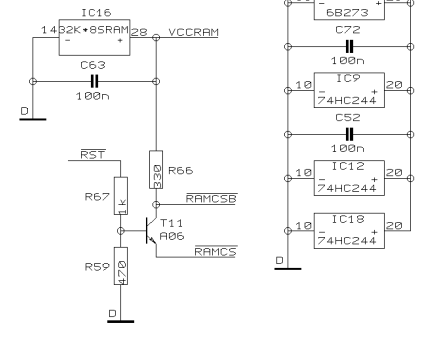 IC16
14 32K*8SRAM 28 VCCRAM
- +
C63
100n
D
RST
R66
330
R67
1k
RAMCSB
T11
A06
R59
470
RAMCS
D
6B273
C72
100n
IC9
10 - + 20
74HC244
C52
100n
IC12
10 - + 20
74HC244
IC18
10 - + 20
74HC244
D